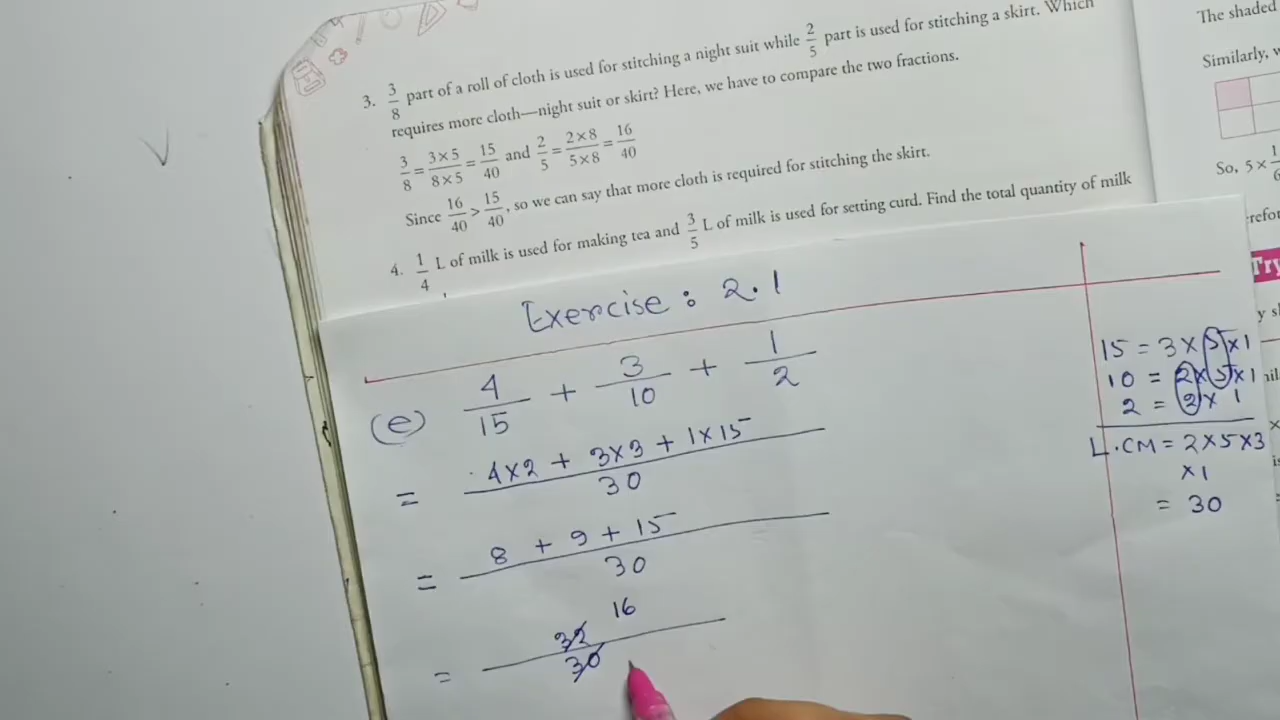 3. 3/8 part of a roll of cloth is used for stitching a night suit while 2/5 part is used for stitching a skirt. Which
requires more cloth—night suit or skirt? Here, we have to compare the two fractions.
3/8 = 3×5/8×5 = 15/40 and 2/5 = 2×8/5×8 = 16/40
Since 16/40 > 15/40, so we can say that more cloth is required for stitching the skirt.
4. 1/4 L of milk is used for making tea and 3/5 L of milk is used for setting curd. Find the total quantity of milk
The shaded
Similarly,
So, 5 × 1/6
Try
Exercise : 2.1
(e) 4/15 + 3/10 + 1/2
= 4×2 + 3×3 + 1×15 / 30
= 8 + 9 + 15 / 30
= 32/30 16
15 = 3×5×1
10 = 2×5×1
2 = 2×1
L.CM = 2×5×3
×1
= 30